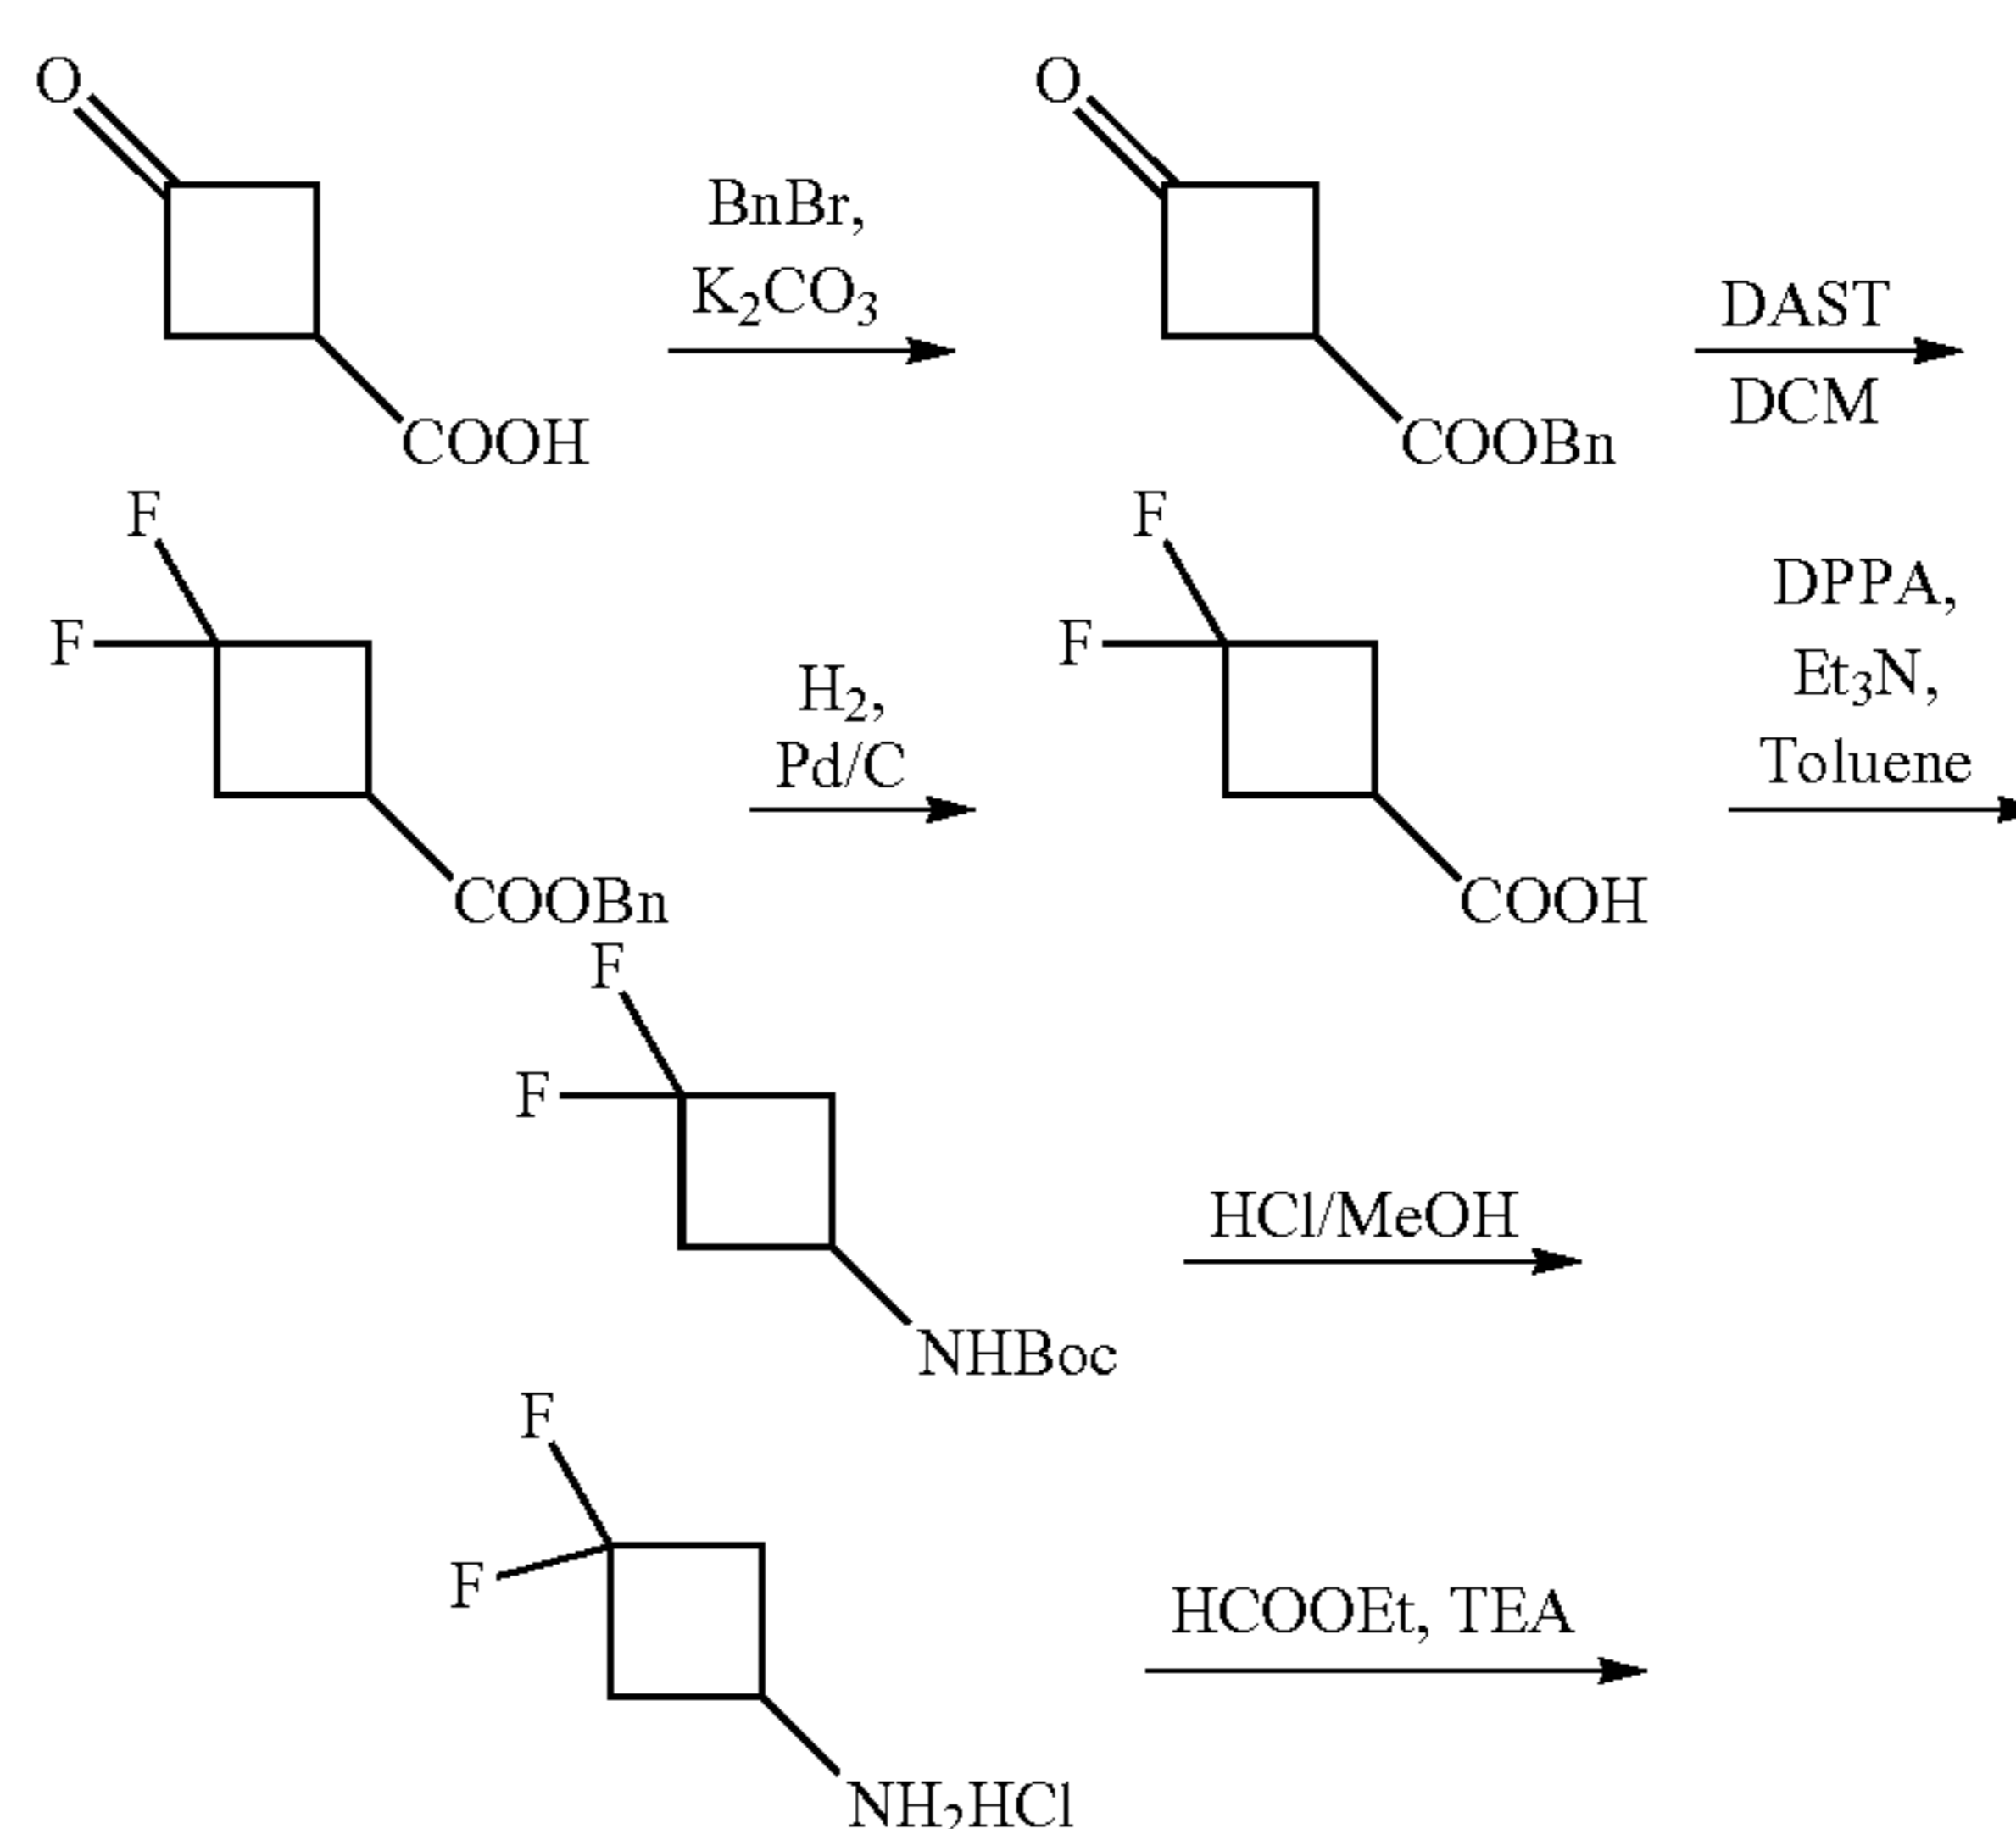 O
BnBr,
K₂CO₃
COOH
O
DAST
DCM
COOBn
F
F
H₂,
Pd/C
COOBn
F
F
DPPA,
Et₃N,
Toluene
COOH
F
F
HCl/MeOH
NHBoc
F
F
HCOOEt, TEA
NH₂HCl